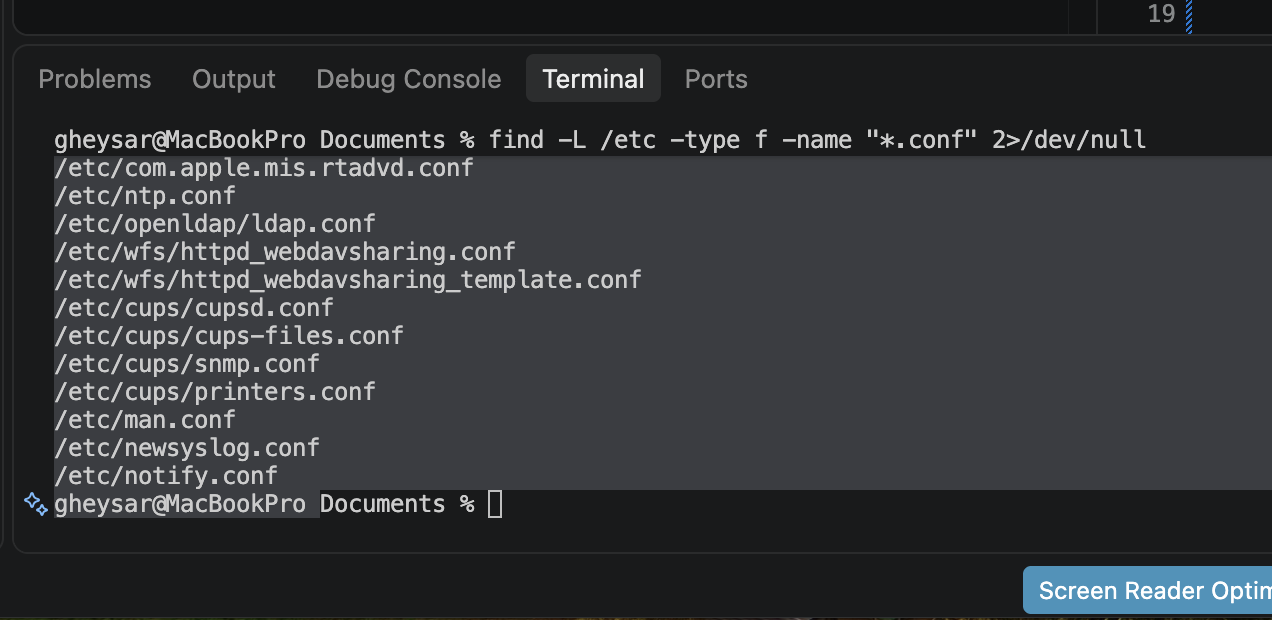 19
Problems Output Debug Console Terminal Ports
gheysar@MacBookPro Documents % find -L /etc -type f -name "*.conf" 2>/dev/null
/etc/com.apple.mis.rtadvd.conf
/etc/ntp.conf
/etc/openldap/ldap.conf
/etc/wfs/httpd_webdavsharing.conf
/etc/wfs/httpd_webdavsharing_template.conf
/etc/cups/cupsd.conf
/etc/cups/cups-files.conf
/etc/cups/snmp.conf
/etc/cups/printers.conf
/etc/man.conf
/etc/newsyslog.conf
/etc/notify.conf
gheysar@MacBookPro Documents %
Screen Reader Optim